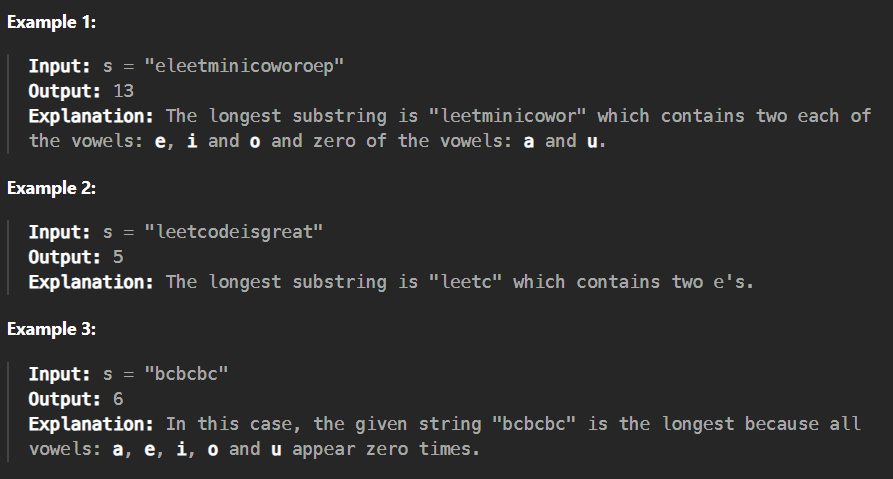 Example 1:
Input: s = "eleetminicoworoep"
Output: 13
Explanation: The longest substring is "leetminicowor" which contains two each of
the vowels: e, i and o and zero of the vowels: a and u.
Example 2:
Input: s = "leetcodeisgreat"
Output: 5
Explanation: The longest substring is "leetc" which contains two e's.
Example 3:
Input: s = "bcbcbc"
Output: 6
Explanation: In this case, the given string "bcbcbc" is the longest because all
vowels: a, e, i, o and u appear zero times.